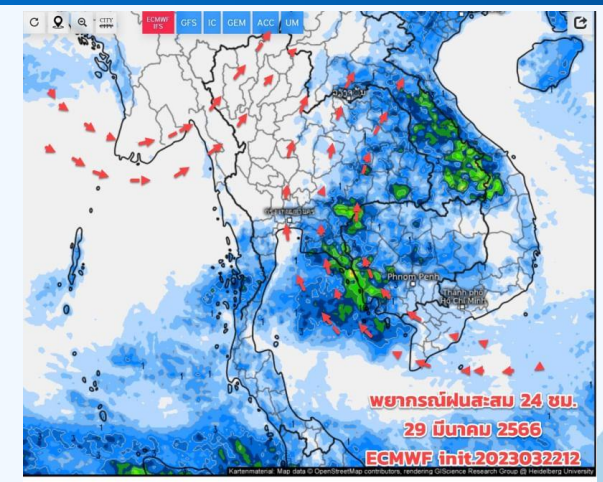 CITY
ECMWF
8'S
GFS
IC
GEM
ACC
UM
Phnom Penh
Thành phố
Hồ Chí Minh
พยากรณ์ฝนสะสม 24 ชม.
29 มีนาคม 2566
ECMWF init.2023032212
Kartenmaterial: Map data © OpenStreetMap contributors, rendering GIScience Research Group @ Heidelberg University